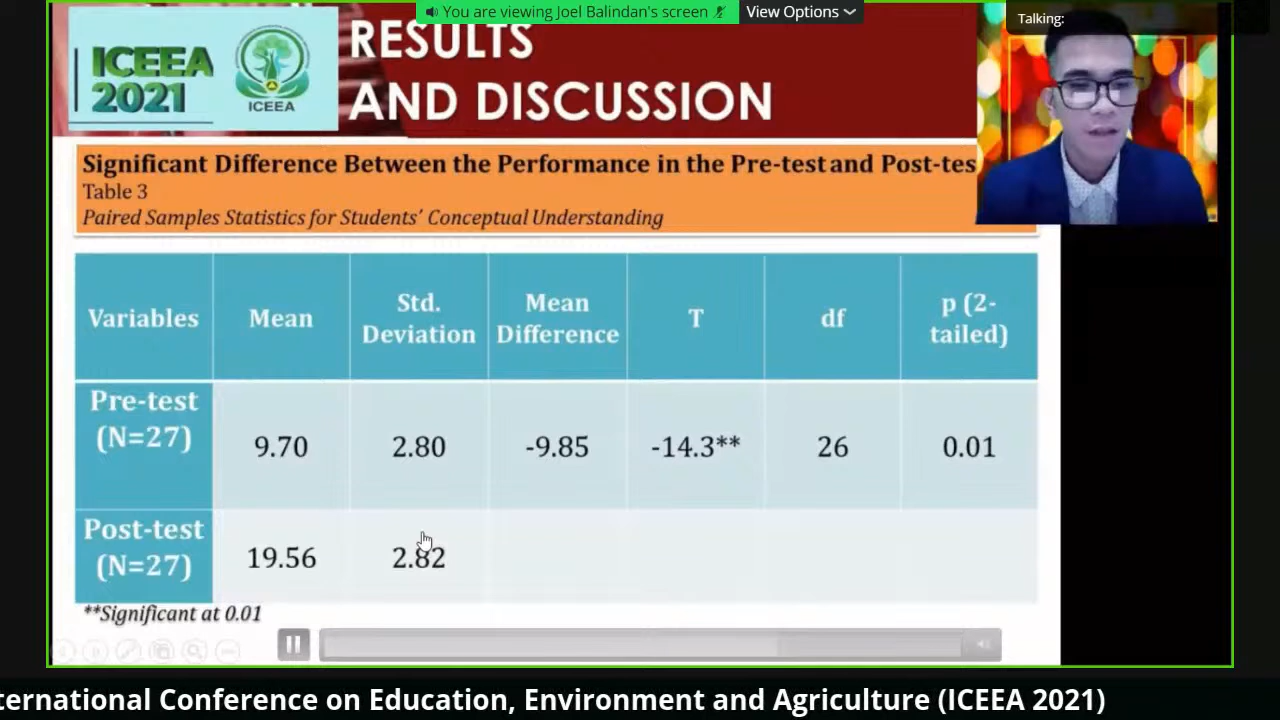 You are viewing Joel Balindan's screen
View Options
Talking:
ICEEA
2021
ICEEA
RESULTS
AND DISCUSSION
Significant Difference Between the Performance in the Pre-test and Post-tes
Table 3
Paired Samples Statistics for Students' Conceptual Understanding
Variables Mean Std. Deviation Mean Difference T df p (2-tailed)
Pre-test (N=27) 9.70 2.80 -9.85 -14.3** 26 0.01
Post-test (N=27) 19.56 2.82
**Significant at 0.01
ternational Conference on Education, Environment and Agriculture (ICEEA 2021)